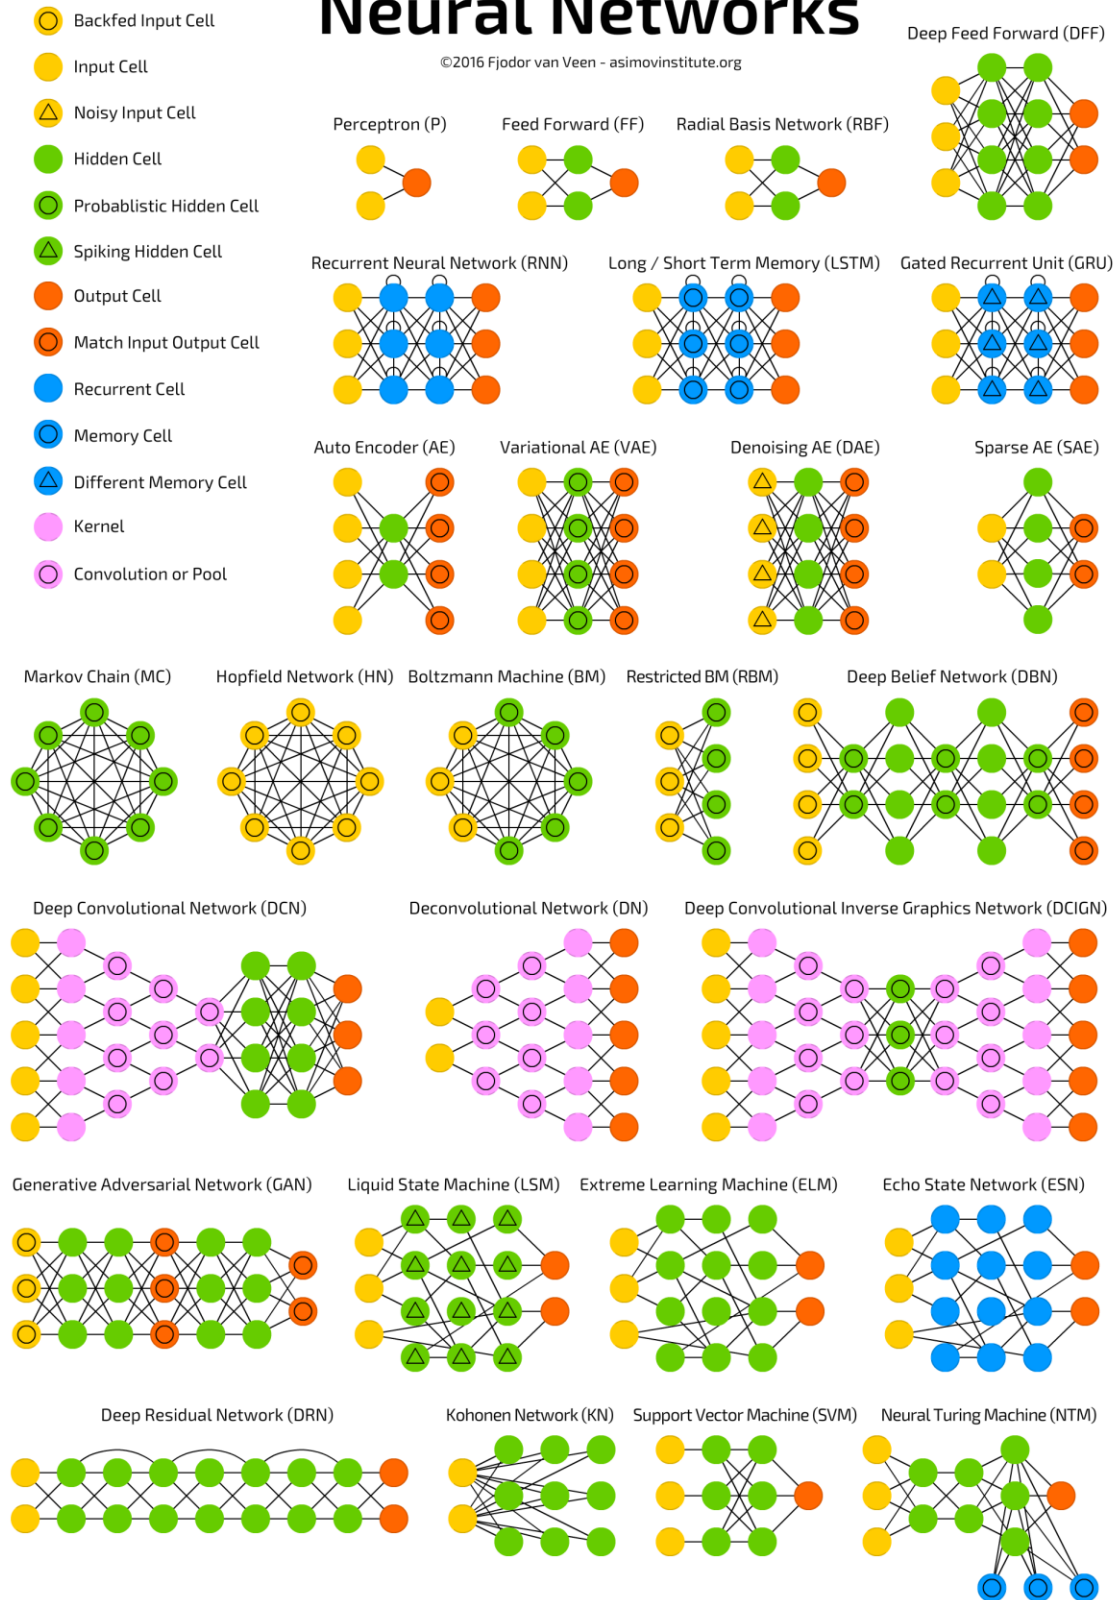 Neural Networks
©2016 Fjodor van Veen - asimovinstitute.org
Backfed Input Cell
Input Cell
Noisy Input Cell
Hidden Cell
Probablistic Hidden Cell
Spiking Hidden Cell
Output Cell
Match Input Output Cell
Recurrent Cell
Memory Cell
Different Memory Cell
Kernel
Convolution or Pool
Deep Feed Forward (DFF)
Perceptron (P)
Feed Forward (FF)
Radial Basis Network (RBF)
Recurrent Neural Network (RNN)
Long / Short Term Memory (LSTM)
Gated Recurrent Unit (GRU)
Auto Encoder (AE)
Variational AE (VAE)
Denoising AE (DAE)
Sparse AE (SAE)
Markov Chain (MC)
Hopfield Network (HN)
Boltzmann Machine (BM)
Restricted BM (RBM)
Deep Belief Network (DBN)
Deep Convolutional Network (DCN)
Deconvolutional Network (DN)
Deep Convolutional Inverse Graphics Network (DCIGN)
Generative Adversarial Network (GAN)
Liquid State Machine (LSM)
Extreme Learning Machine (ELM)
Echo State Network (ESN)
Deep Residual Network (DRN)
Kohonen Network (KN)
Support Vector Machine (SVM)
Neural Turing Machine (NTM)